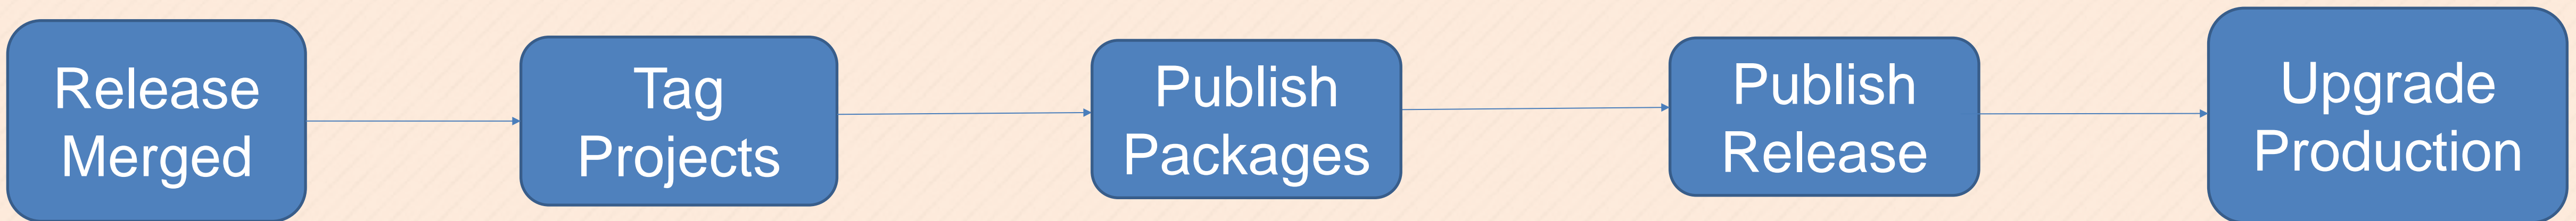 Release
Merged
Tag
Projects
Publish
Packages
Publish
Release
Upgrade
Production